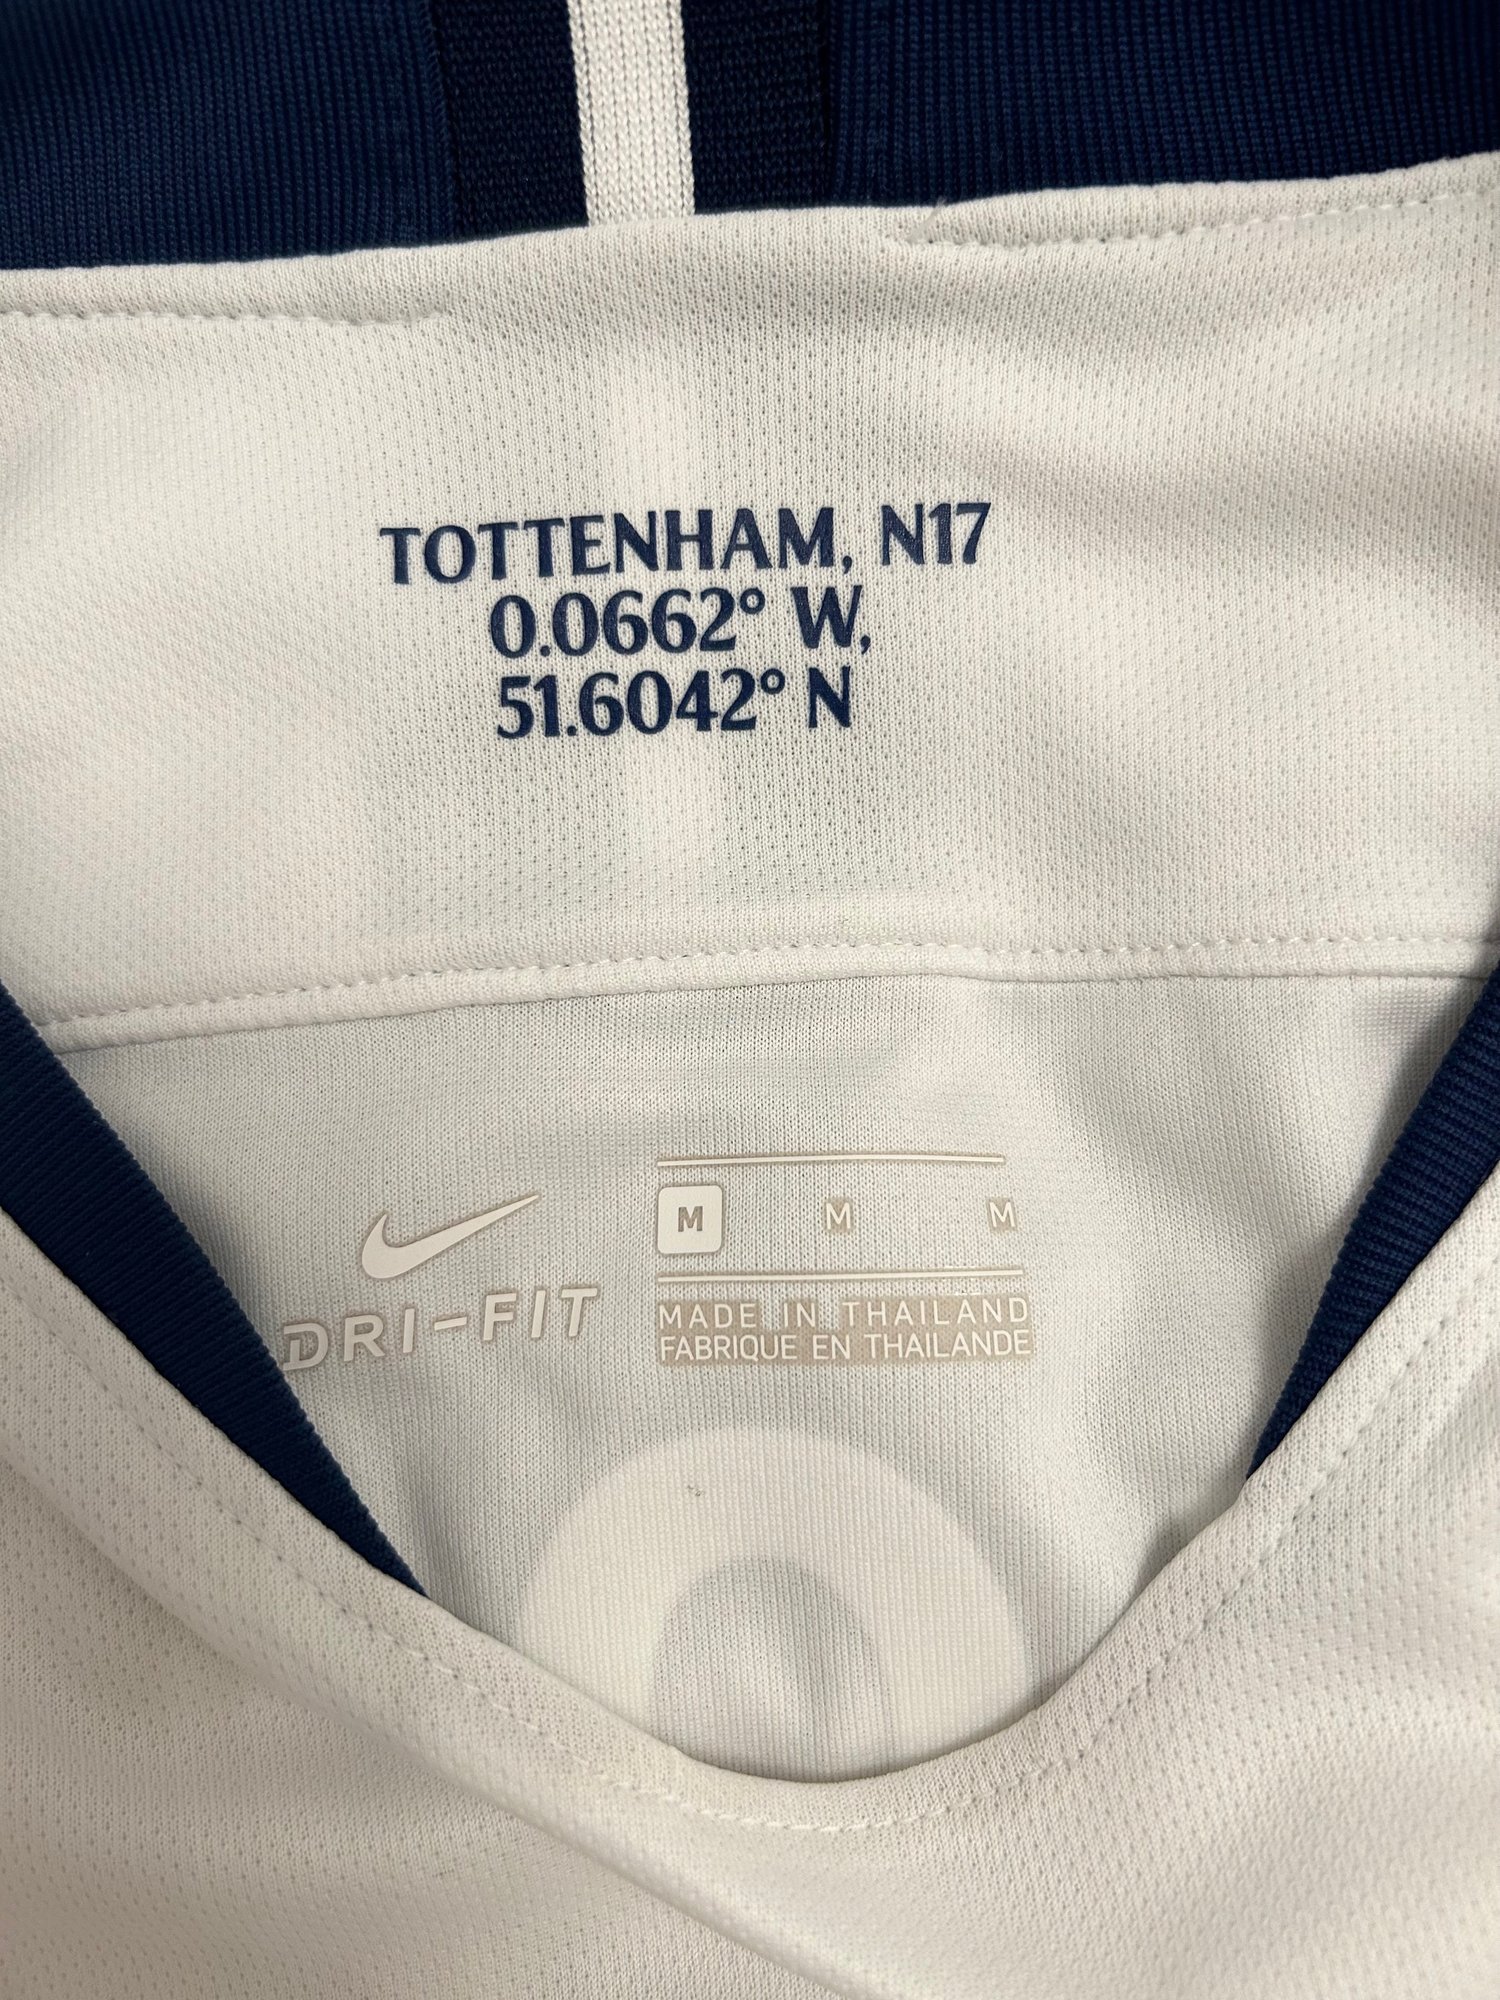 TOTTENHAM, N17
0.0662° W,
51.6042° N
M M M
DRI-FIT
MADE IN THAILAND
FABRIQUE EN THAILANDE